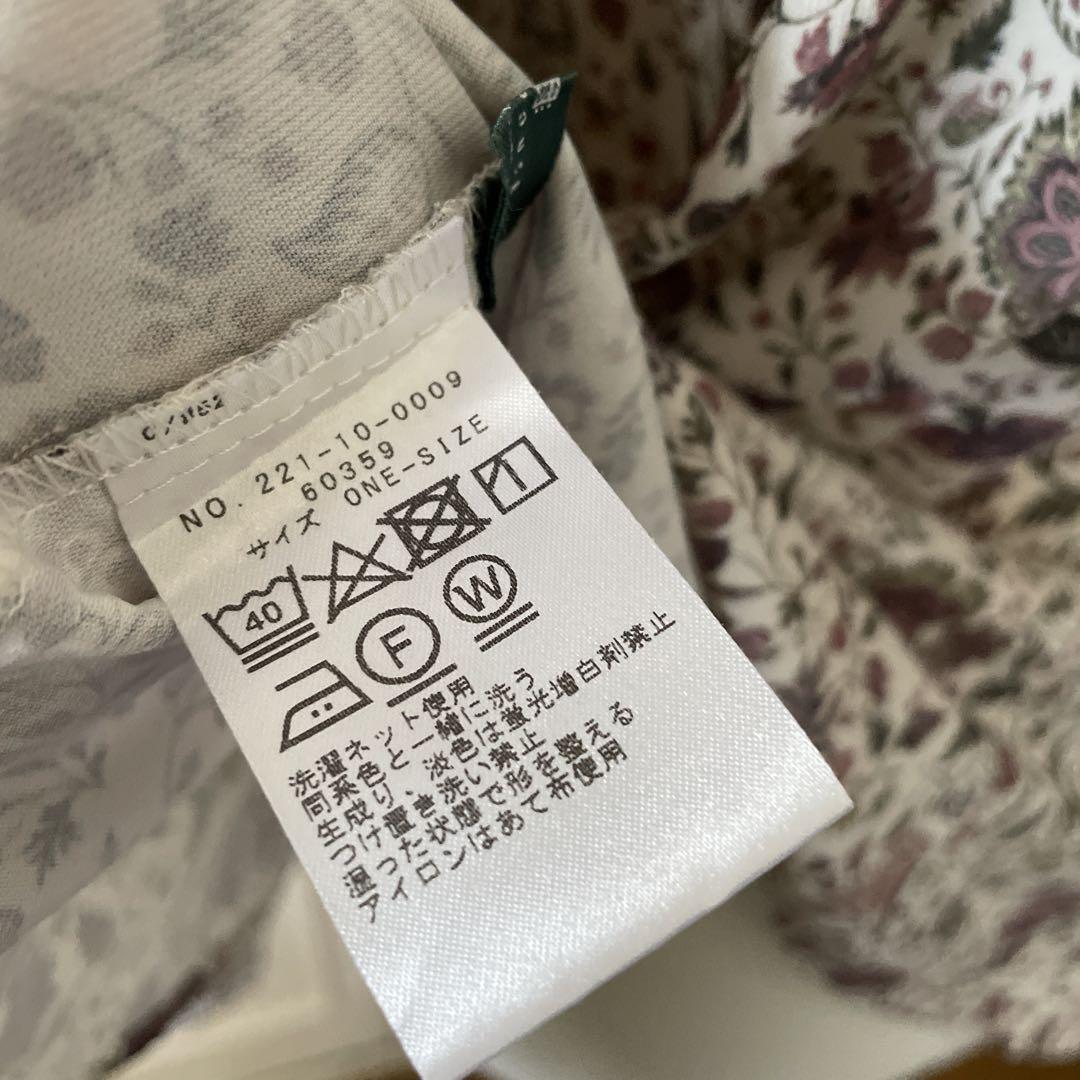 NO. 221-10-0009
60359
サイズ ONE-SIZE
40
F
W
洗濯ネット使用
同系色と一緒に洗う
生成り、淡色は蛍光増白剤禁止
つけ置き洗い禁止
湿った状態で形を整える
アイロンはあて布使用